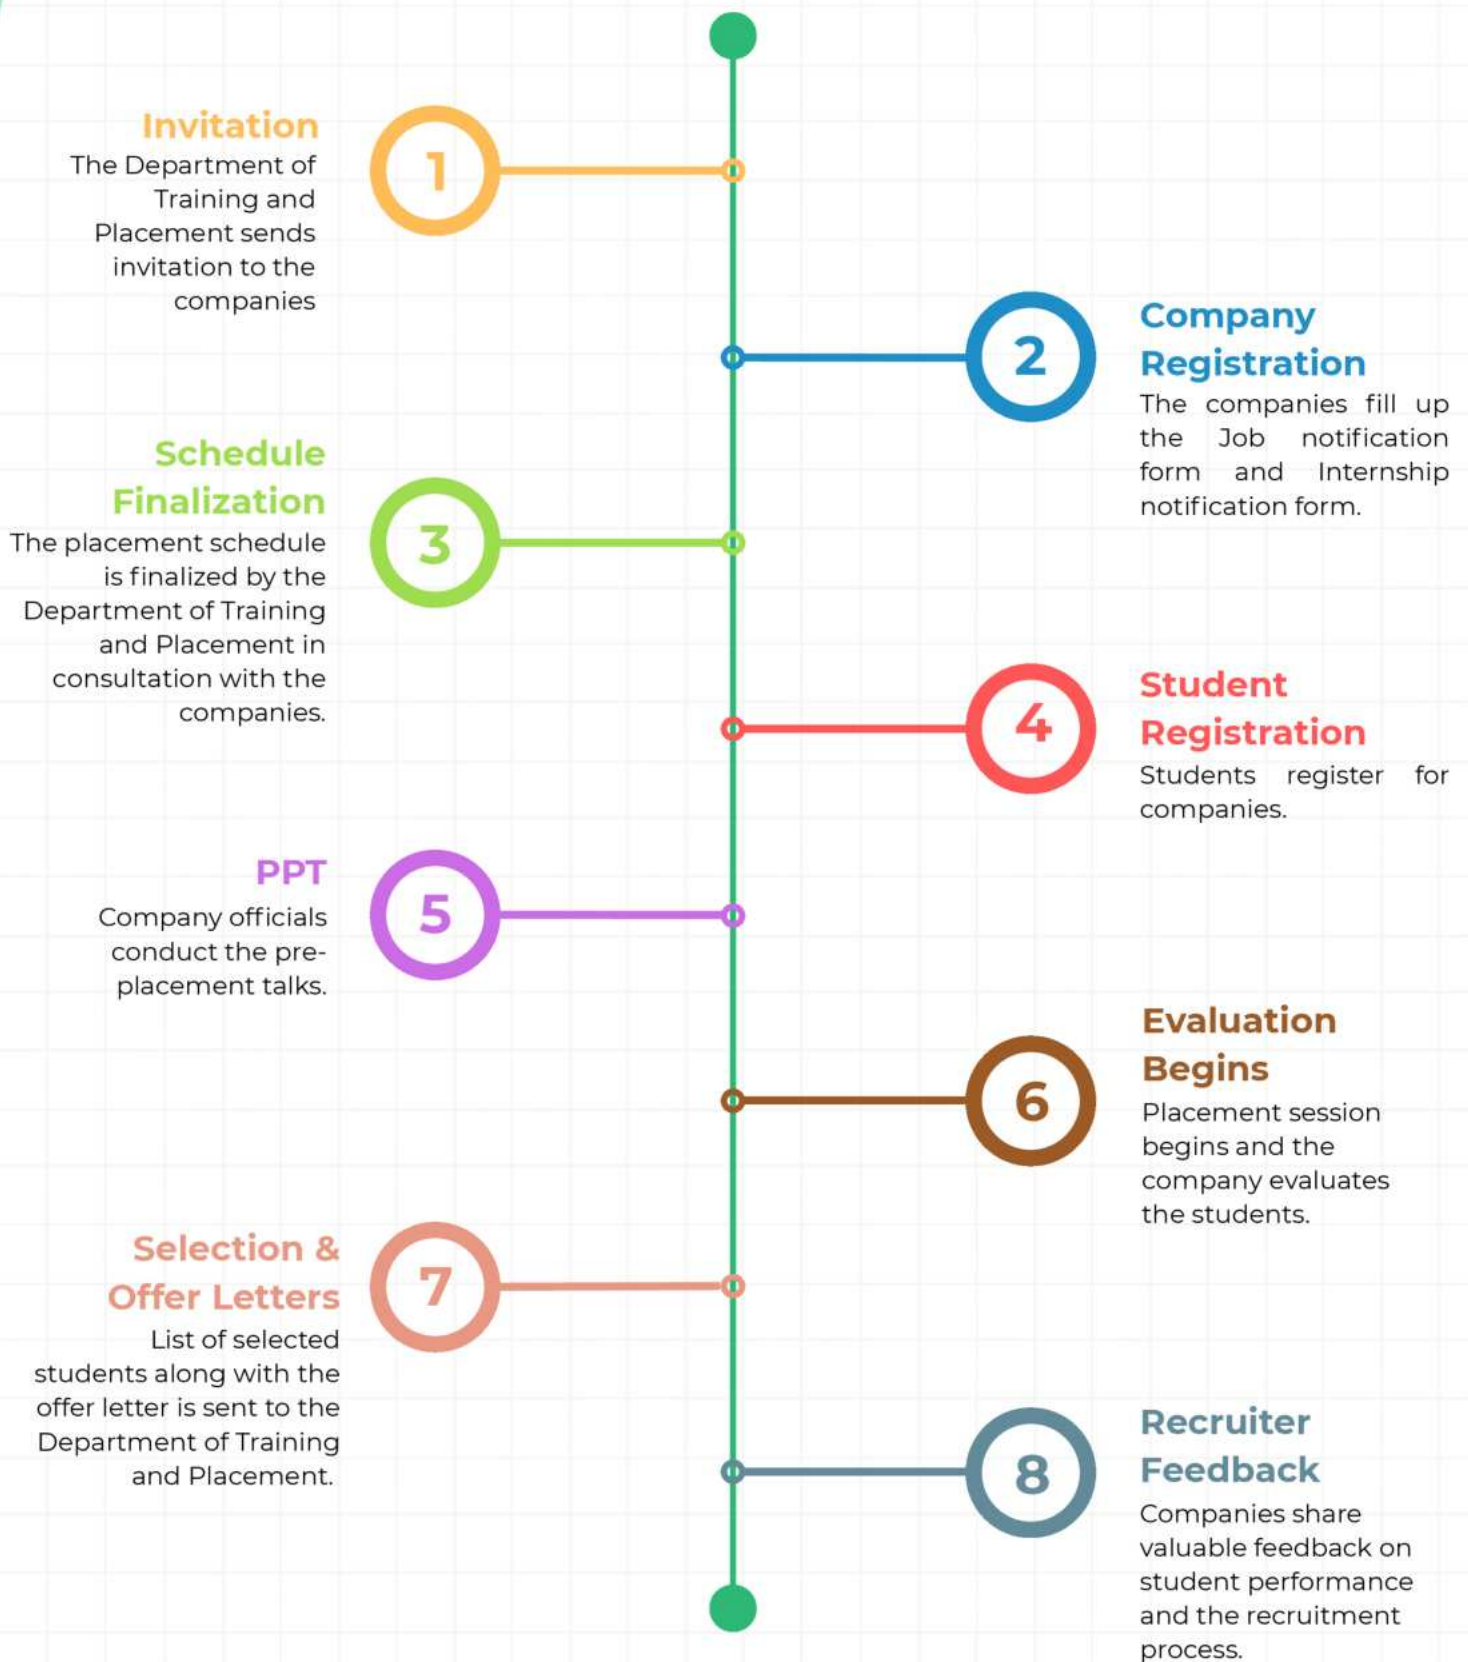 Invitation
The Department of
Training and
Placement sends
invitation to the
companies
1
2
Company
Registration
The companies fill up
the Job notification
form and Internship
notification form.
Schedule
Finalization
The placement schedule
is finalized by the
Department of Training
and Placement in
consultation with the
companies.
3
4
Student
Registration
Students register for
companies.
PPT
Company officials
conduct the pre-
placement talks.
5
6
Evaluation
Begins
Placement session
begins and the
company evaluates
the students.
Selection &
Offer Letters
List of selected
students along with the
offer letter is sent to the
Department of Training
and Placement.
7
8
Recruiter
Feedback
Companies share
valuable feedback on
student performance
and the recruitment
process.